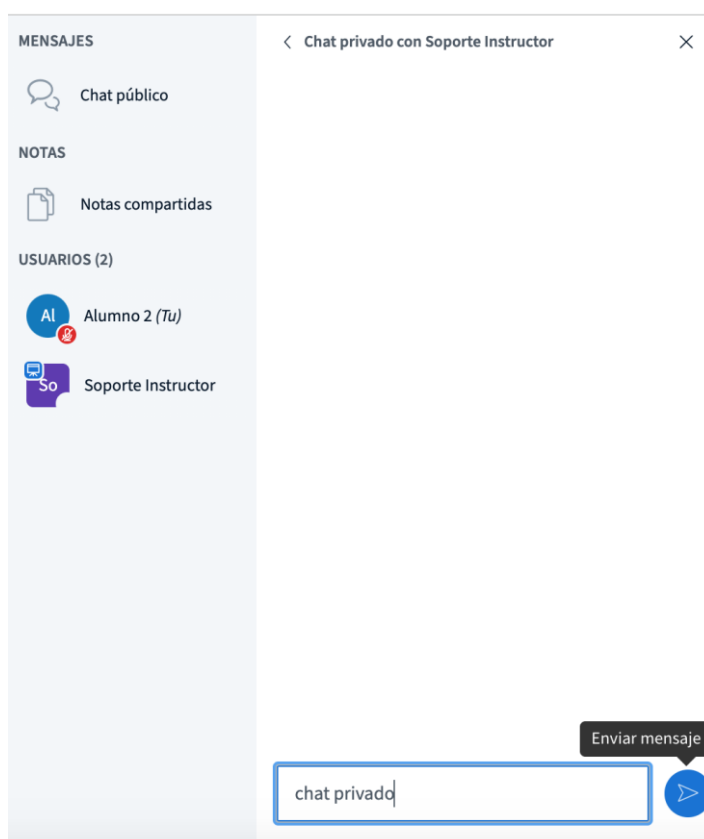 MENSAJES
Chat público
NOTAS
Notas compartidas
USUARIOS (2)
Al
Alumno 2 (Tu)
So
Soporte Instructor
Chat privado con Soporte Instructor
Enviar mensaje
chat privado